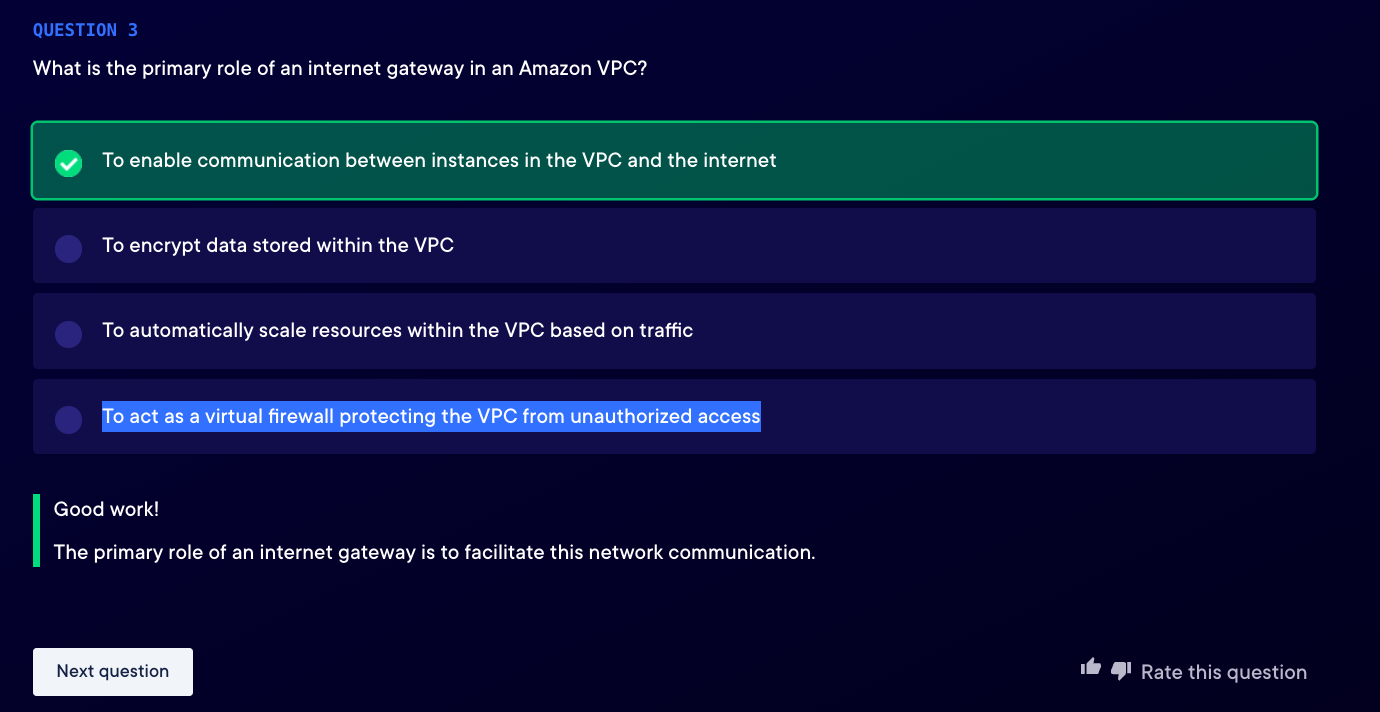 QUESTION 3
What is the primary role of an internet gateway in an Amazon VPC?
To enable communication between instances in the VPC and the internet
To encrypt data stored within the VPC
To automatically scale resources within the VPC based on traffic
To act as a virtual firewall protecting the VPC from unauthorized access
Good work!
The primary role of an internet gateway is to facilitate this network communication.
Next question
Rate this question